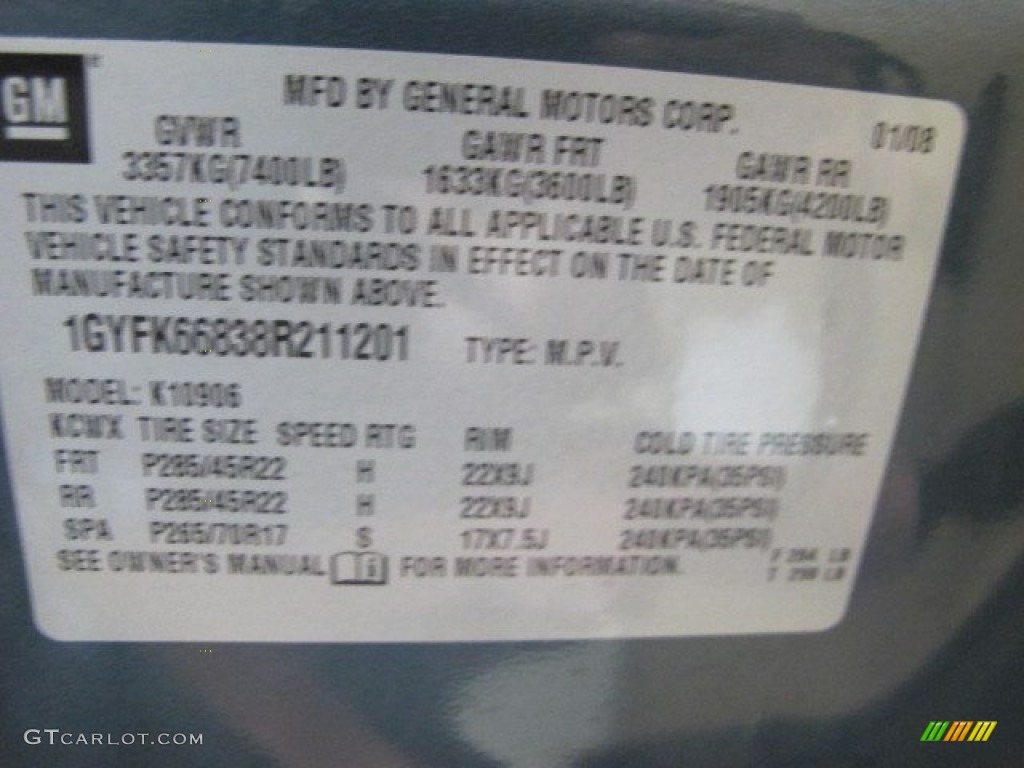 GM
MFD BY GENERAL MOTORS CORP.
01/08
GVWR GAWR FRT GAWR RR
3357KG(7400LB) 1633KG(3600LB) 1905KG(4200LB)
THIS VEHICLE CONFORMS TO ALL APPLICABLE U.S. FEDERAL MOTOR
VEHICLE SAFETY STANDARDS IN EFFECT ON THE DATE OF
MANUFACTURE SHOWN ABOVE.
1GYFK66838R211201 TYPE: M.P.V.
MODEL: K10906
KCWX TIRE SIZE SPEED RTG RIM COLD TIRE PRESSURE
FRT P285/45R22 H 22X9J 240KPA(35PSI)
RR P285/45R22 H 22X9J 240KPA(35PSI)
SPA P265/70R17 S 17X7.5J 240KPA(35PSI)
SEE OWNER'S MANUAL i FOR MORE INFORMATION.
F LB
T LB
GTCARLOT.COM